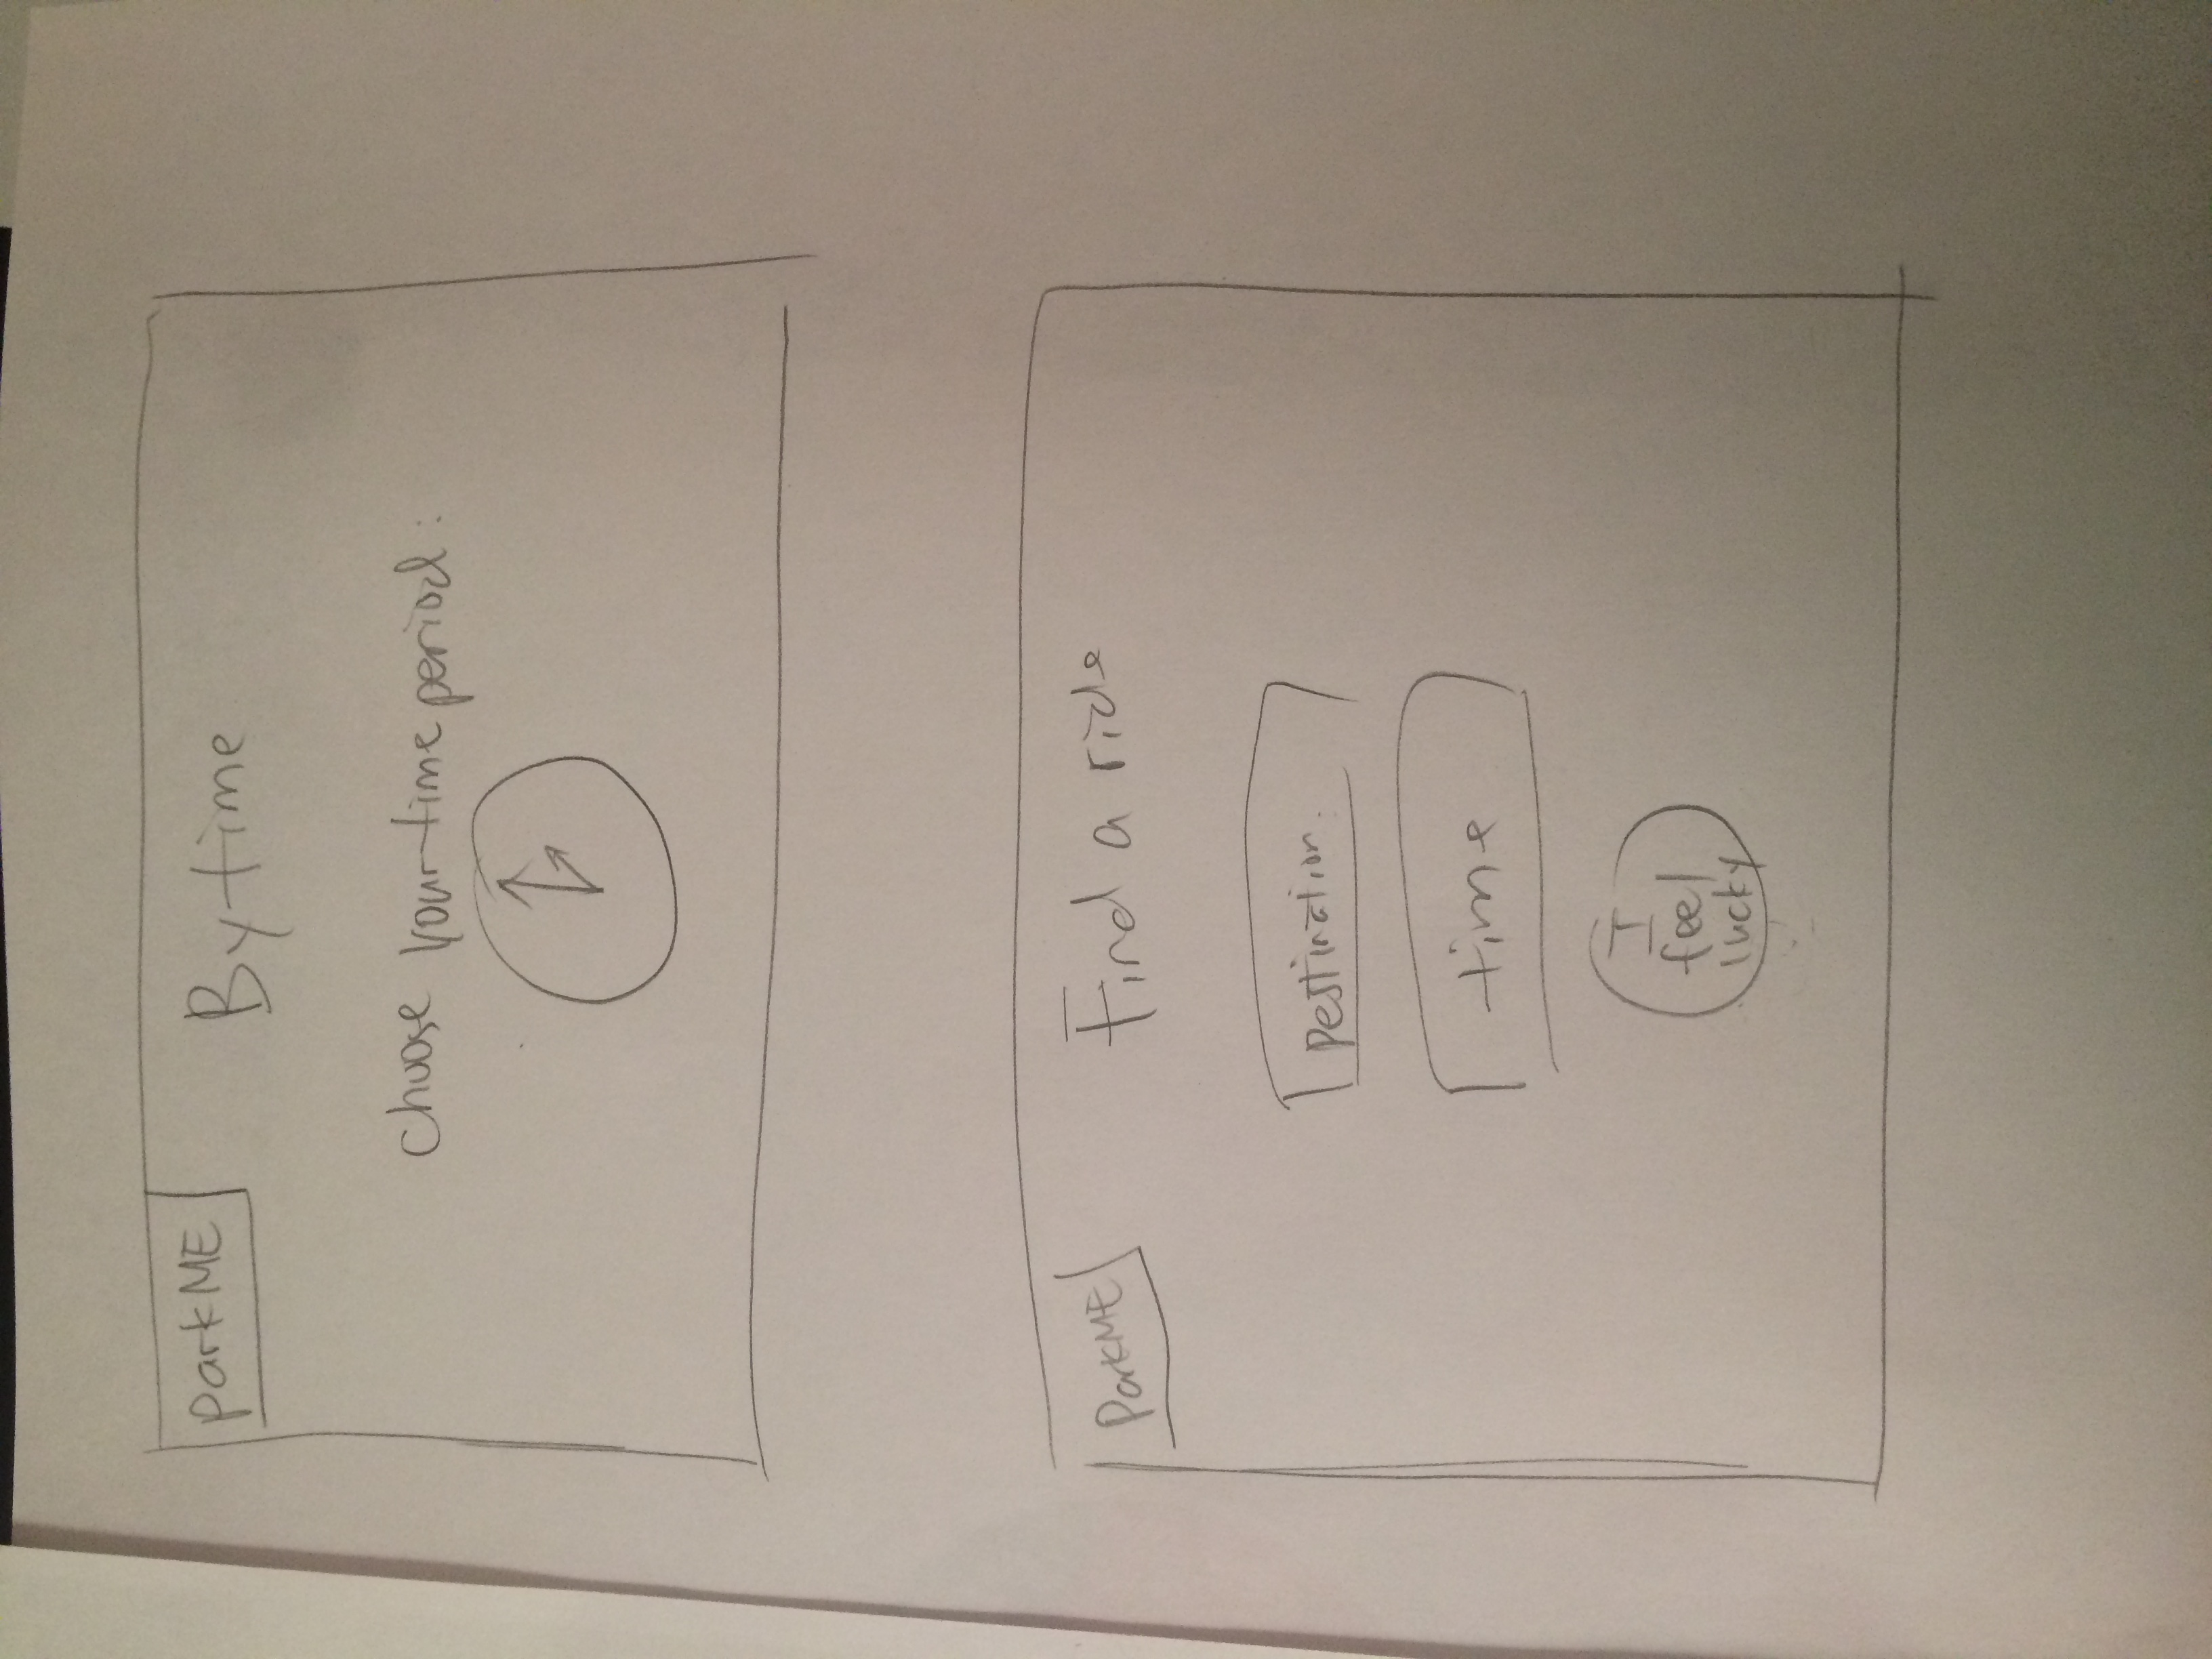 parkME
By time
choose your time period:
ParkME
Find a ride
Destination.
time
I
feel
lucky